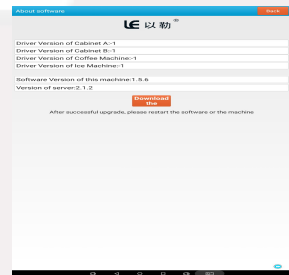 About software
Back
LE 以勒®
Driver Version of Cabinet A:-1
Driver Version of Cabinet B:-1
Driver Version of Coffee Machine:-1
Driver Version of Ice Machine:-1
Software Version of this machine:1.8.6
Version of server:2.1.2
Download
the
After successful upgrade, please restart the software or the machine